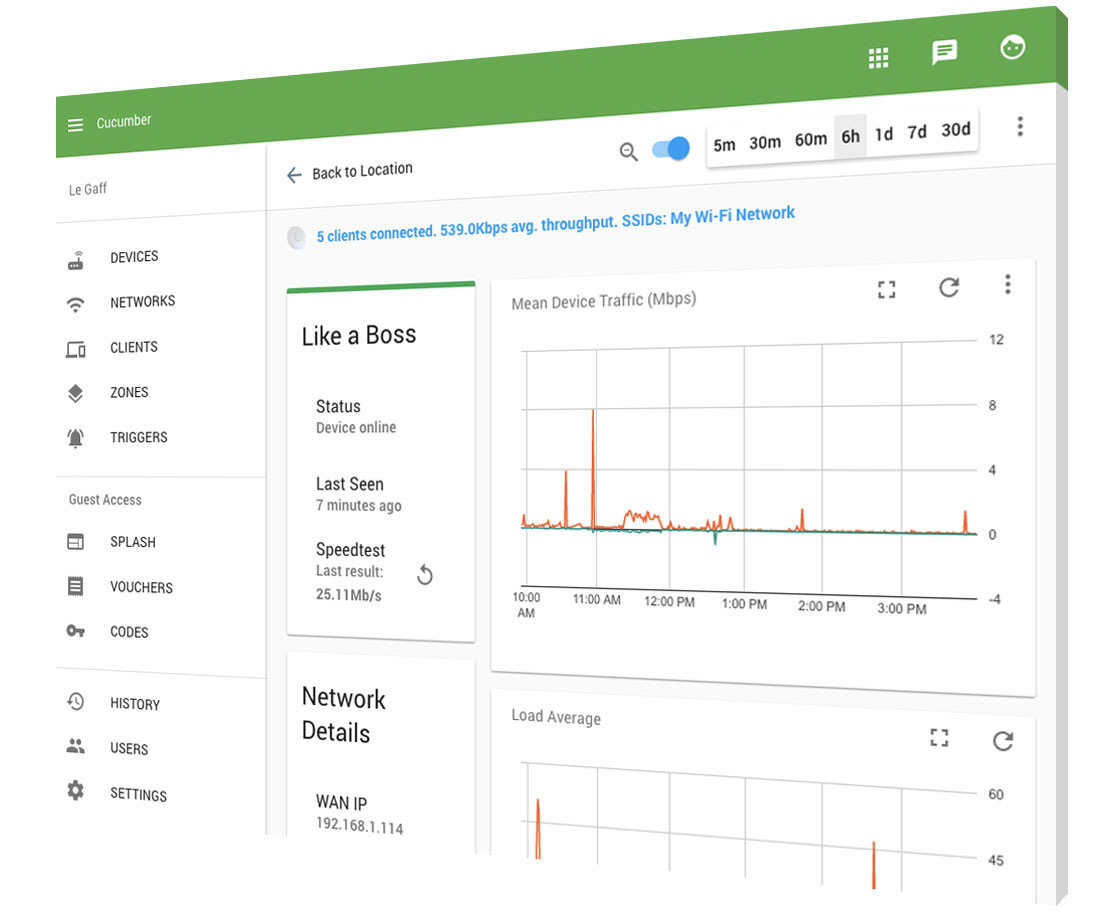 Cucumber
Le Gaff
Back to Location
5m 30m 60m 6h 1d 7d 30d
5 clients connected. 539.0Kbps avg. throughput. SSIDs: My Wi-Fi Network
DEVICES
NETWORKS
CLIENTS
ZONES
TRIGGERS
Guest Access
SPLASH
VOUCHERS
CODES
HISTORY
USERS
SETTINGS
Like a Boss
Status
Device online
Last Seen
7 minutes ago
Speedtest
Last result:
25.11Mb/s
Network
Details
WAN IP
192.168.1.114
Mean Device Traffic (Mbps)
12
8
4
0
-4
10:00
AM
11:00 AM
12:00 PM
1:00 PM
2:00 PM
3:00 PM
Load Average
60
45